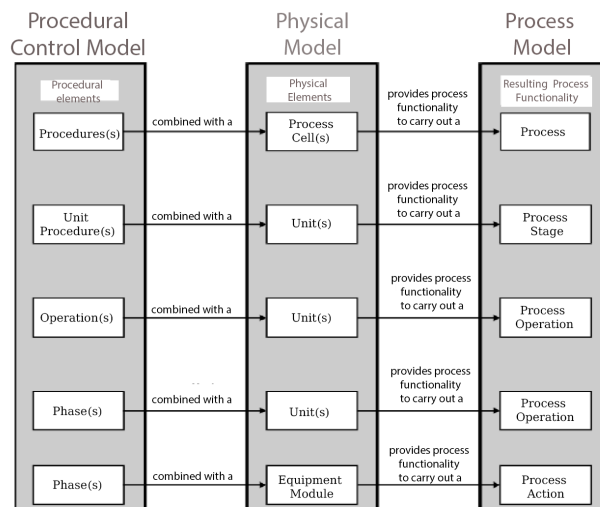 Procedural
Control Model
Physical
Model
Process
Model
Procedural
elements
Physical
Elements
Resulting Process
Functionality
Procedures(s)
combined with a
Process
Cell(s)
provides process
functionality
to carry out a
Process
Unit
Procedure(s)
combined with a
Unit(s)
provides process
functionality
to carry out a
Process
Stage
Operation(s)
combined with a
Unit(s)
provides process
functionality
to carry out a
Process
Operation
Phase(s)
combined with a
Unit(s)
provides process
functionality
to carry out a
Process
Operation
Phase(s)
combined with a
Equipment
Module
provides process
functionality
to carry out a
Process
Action